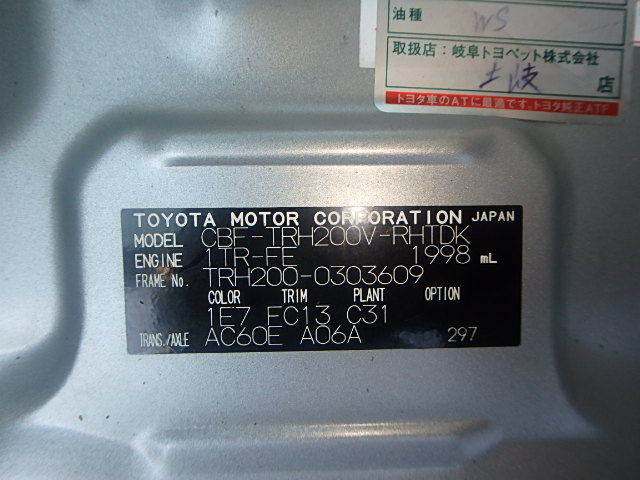 油種 WS
取扱店:岐阜トヨペット株式会社
土岐 店
トヨタ車のATに最適です。トヨタ純正ATF
TOYOTA MOTOR CORPORATION JAPAN
MODEL CBF-TRH200V-RHTDK
ENGINE 1TR-FE 1998 mL
FRAME No. TRH200-0303609
COLOR TRIM PLANT OPTION
1E7 FC13 C31
TRANS./AXLE AC60E A06A 297